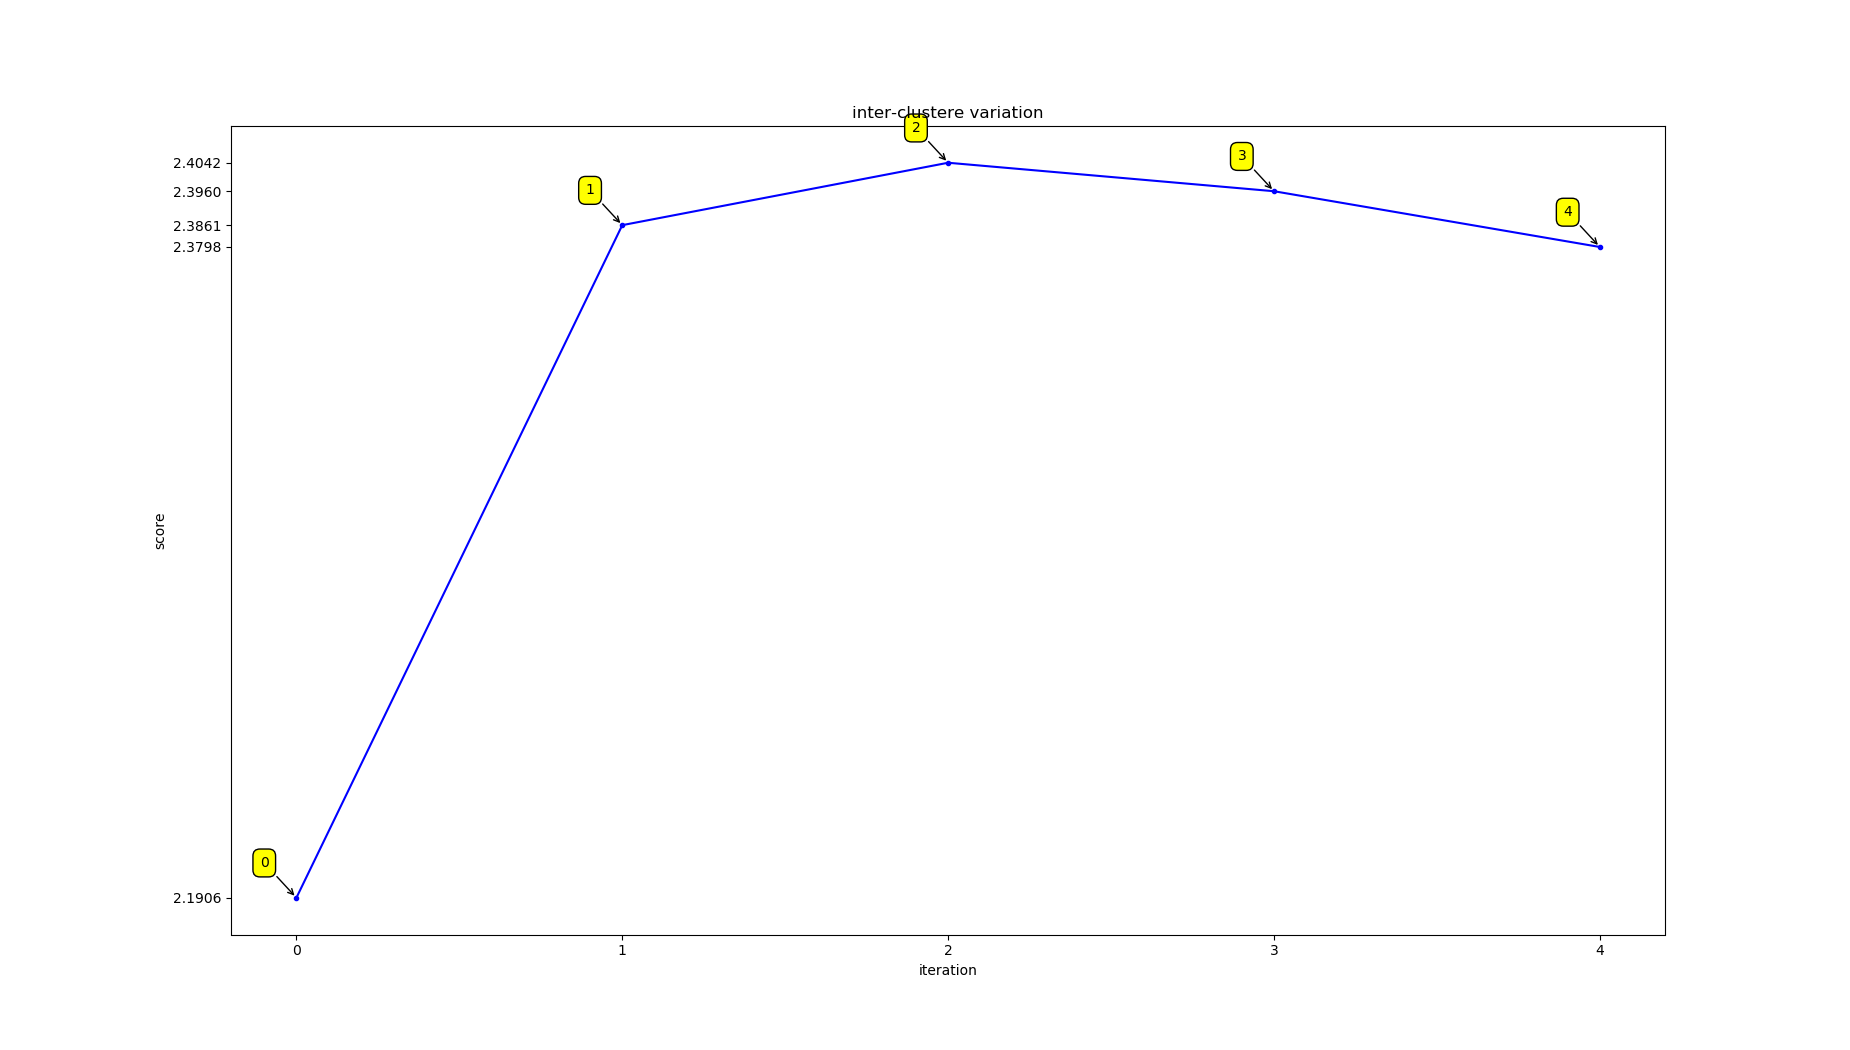 inter-clustere variation
2
3
1
4
0
2.4042
2.3960
2.3861
2.3798
2.1906
score
0 1 2 3 4
iteration